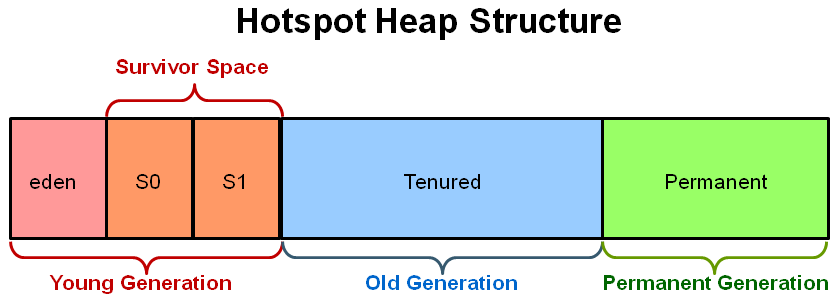 Hotspot Heap Structure
Survivor Space
eden
S0
S1
Tenured
Permanent
Young Generation
Old Generation
Permanent Generation